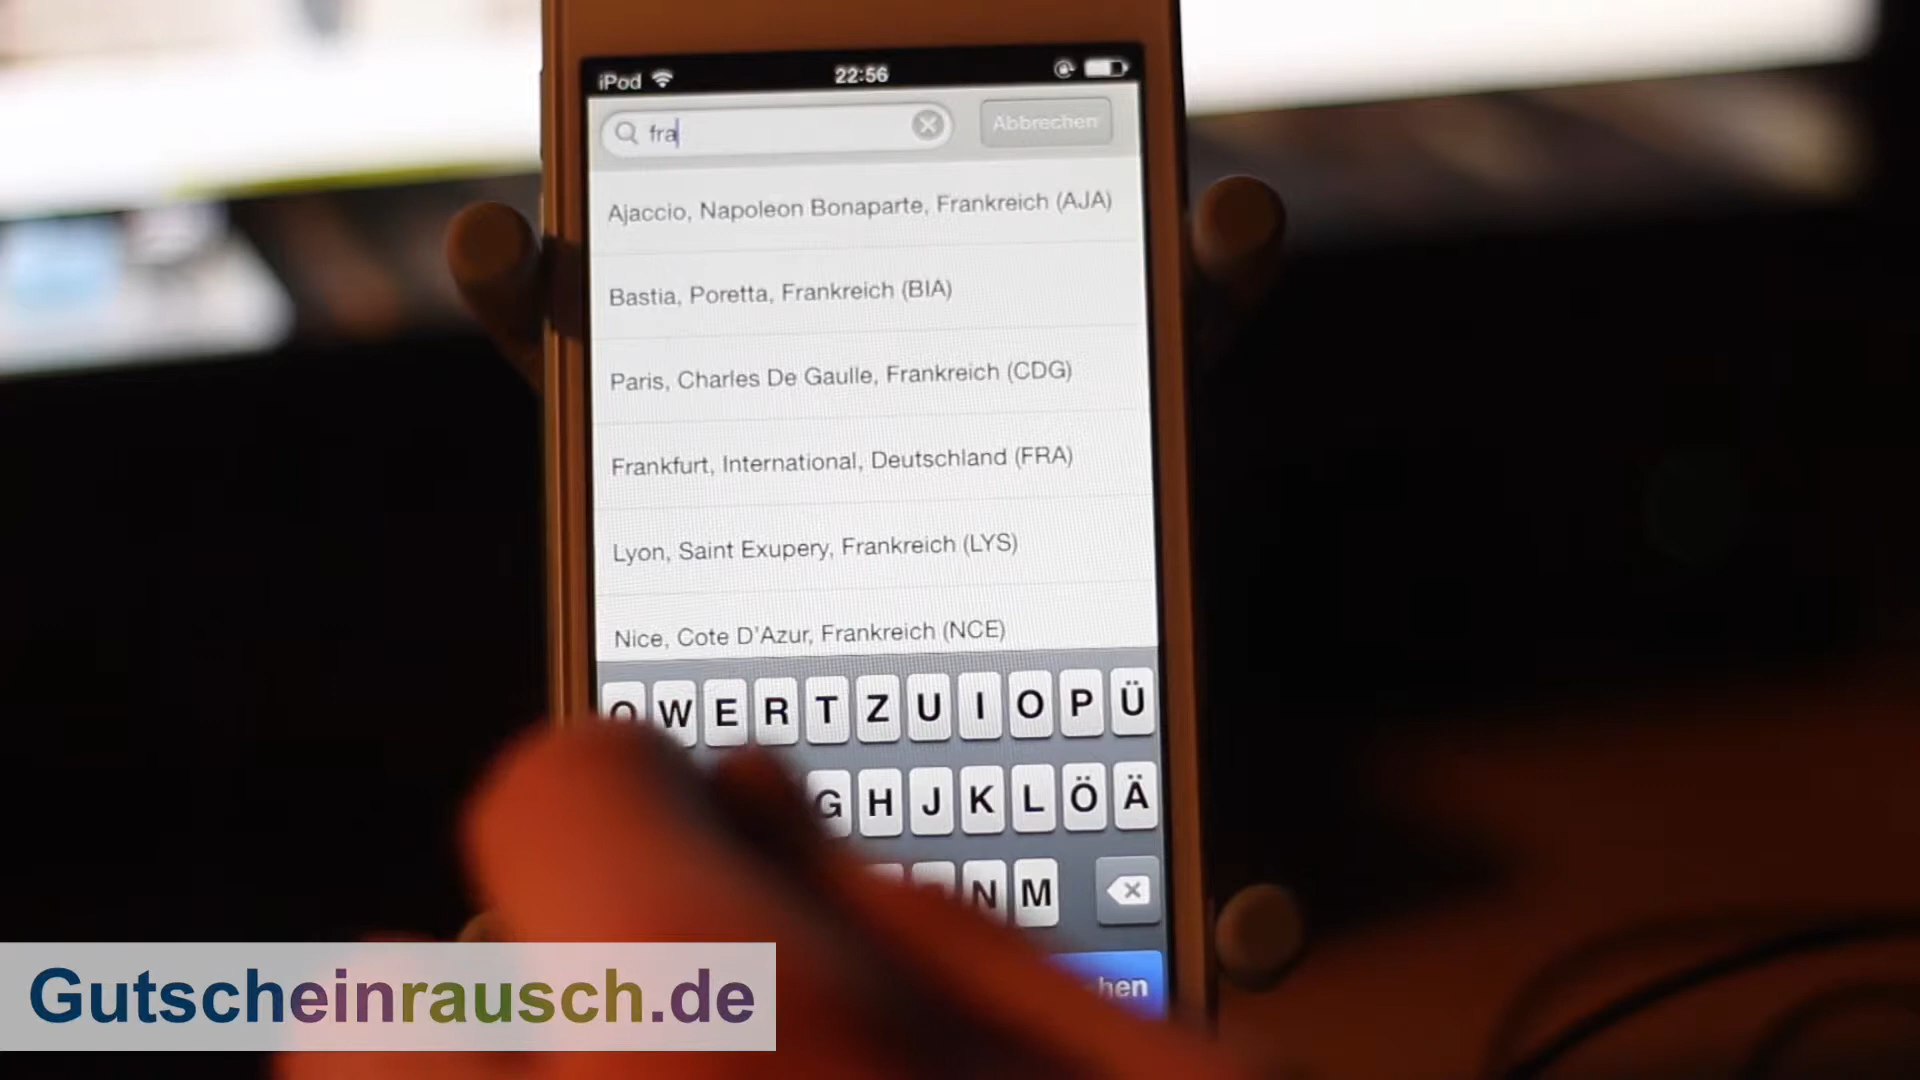 iPod 22:56
fra Abbrechen
Ajaccio, Napoleon Bonaparte, Frankreich (AJA)
Bastia, Poretta, Frankreich (BIA)
Paris, Charles De Gaulle, Frankreich (CDG)
Frankfurt, International, Deutschland (FRA)
Lyon, Saint Exupery, Frankreich (LYS)
Nice, Cote D'Azur, Frankreich (NCE)
Q W E R T Z U I O P Ü
G H J K L Ö Ä
N M
Gutscheinrausch.de